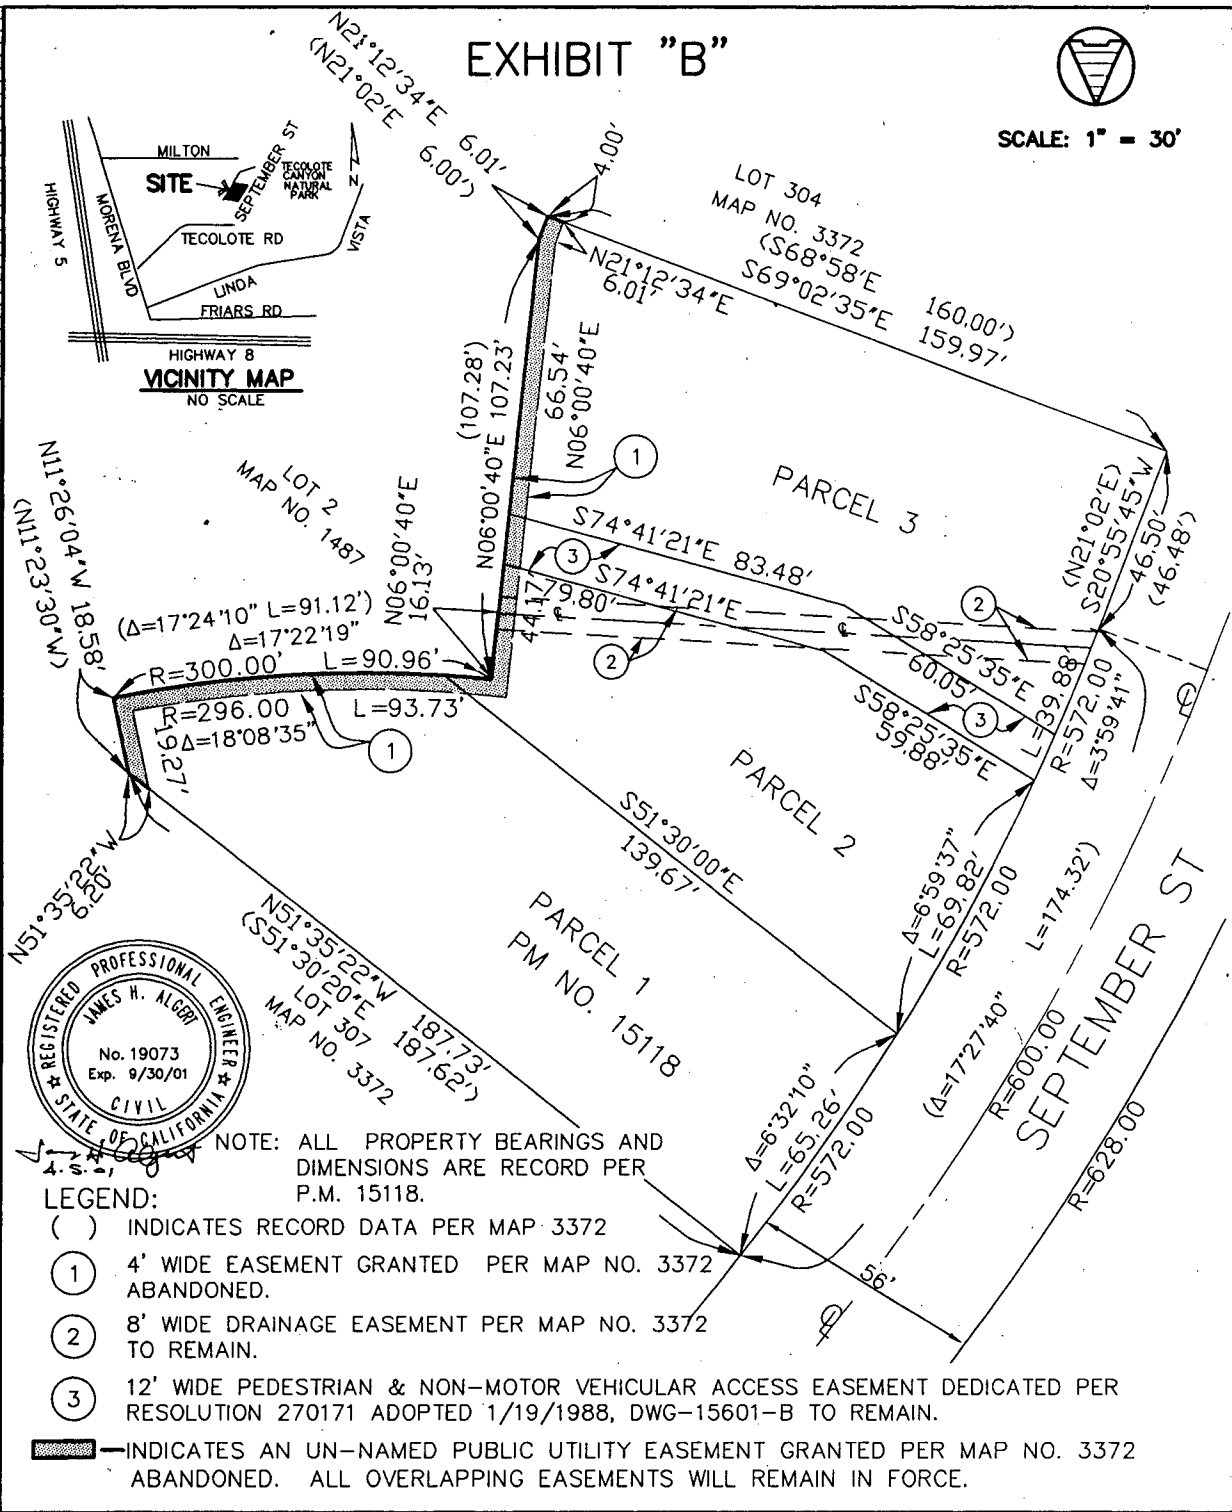 EXHIBIT "B"
SCALE: 1" = 30'
N21°12'34"E 6.01'
(N21°02'E 6.00')
4.00'
MILTON
SITE
SEPTEMBER ST
TECOLOTE
CANYON
NATURAL
PARK
N
HIGHWAY 5
MORENA BLVD
TECOLOTE RD
LINDA
VISTA
FRIARS RD
HIGHWAY 8
VICINITY MAP
NO SCALE
LOT 304
MAP NO. 3372
(S68°58'E 160.00')
S69°02'35"E 159.97'
N21°12'34"E
6.01'
(107.28')
N06°00'40"E 107.23'
66.54'
N06°00'40"E
1
LOT 2
MAP NO. 1487
N06°00'40"E
16.13'
PARCEL 3
(N21°02'E)
S20°55'45"W
46.50'
(46.48')
S74°41'21"E 83.48'
3
S74°41'21"E
79.80'
44.17'
2
2
S58°25'35"E
60.05'
3
S58°25'35"E
59.88'
L=39.88'
R=572.00
Δ=3°59'41"
N11°26'04"W 18.58'
(N11°23'30"W)
(Δ=17°24'10" L=91.12')
Δ=17°22'19"
R=300.00' L=90.96'
R=296.00 L=93.73'
Δ=18°08'35"
19.27'
1
N51°35'22"W
6.20'
PARCEL 2
S51°30'00"E
139.67'
Δ=6°59'37"
L=69.82'
R=572.00
L=174.32')
(Δ=17°27'40"
R=600.00
SEPTEMBER ST
R=628.00
PARCEL 1
PM NO. 15118
N51°35'22"W 187.73'
(S51°30'20"E 187.62')
LOT 307
MAP NO. 3372
Δ=6°32'10"
L=65.26'
R=572.00
56'
REGISTERED PROFESSIONAL ENGINEER
JAMES H. ALGERT
No. 19073
Exp. 9/30/01
CIVIL
STATE OF CALIFORNIA
NOTE: ALL PROPERTY BEARINGS AND
DIMENSIONS ARE RECORD PER
P.M. 15118.
LEGEND:
( ) INDICATES RECORD DATA PER MAP 3372
1 4' WIDE EASEMENT GRANTED PER MAP NO. 3372
ABANDONED.
2 8' WIDE DRAINAGE EASEMENT PER MAP NO. 3372
TO REMAIN.
3 12' WIDE PEDESTRIAN & NON-MOTOR VEHICULAR ACCESS EASEMENT DEDICATED PER
RESOLUTION 270171 ADOPTED 1/19/1988, DWG-15601-B TO REMAIN.
INDICATES AN UN-NAMED PUBLIC UTILITY EASEMENT GRANTED PER MAP NO. 3372
ABANDONED. ALL OVERLAPPING EASEMENTS WILL REMAIN IN FORCE.